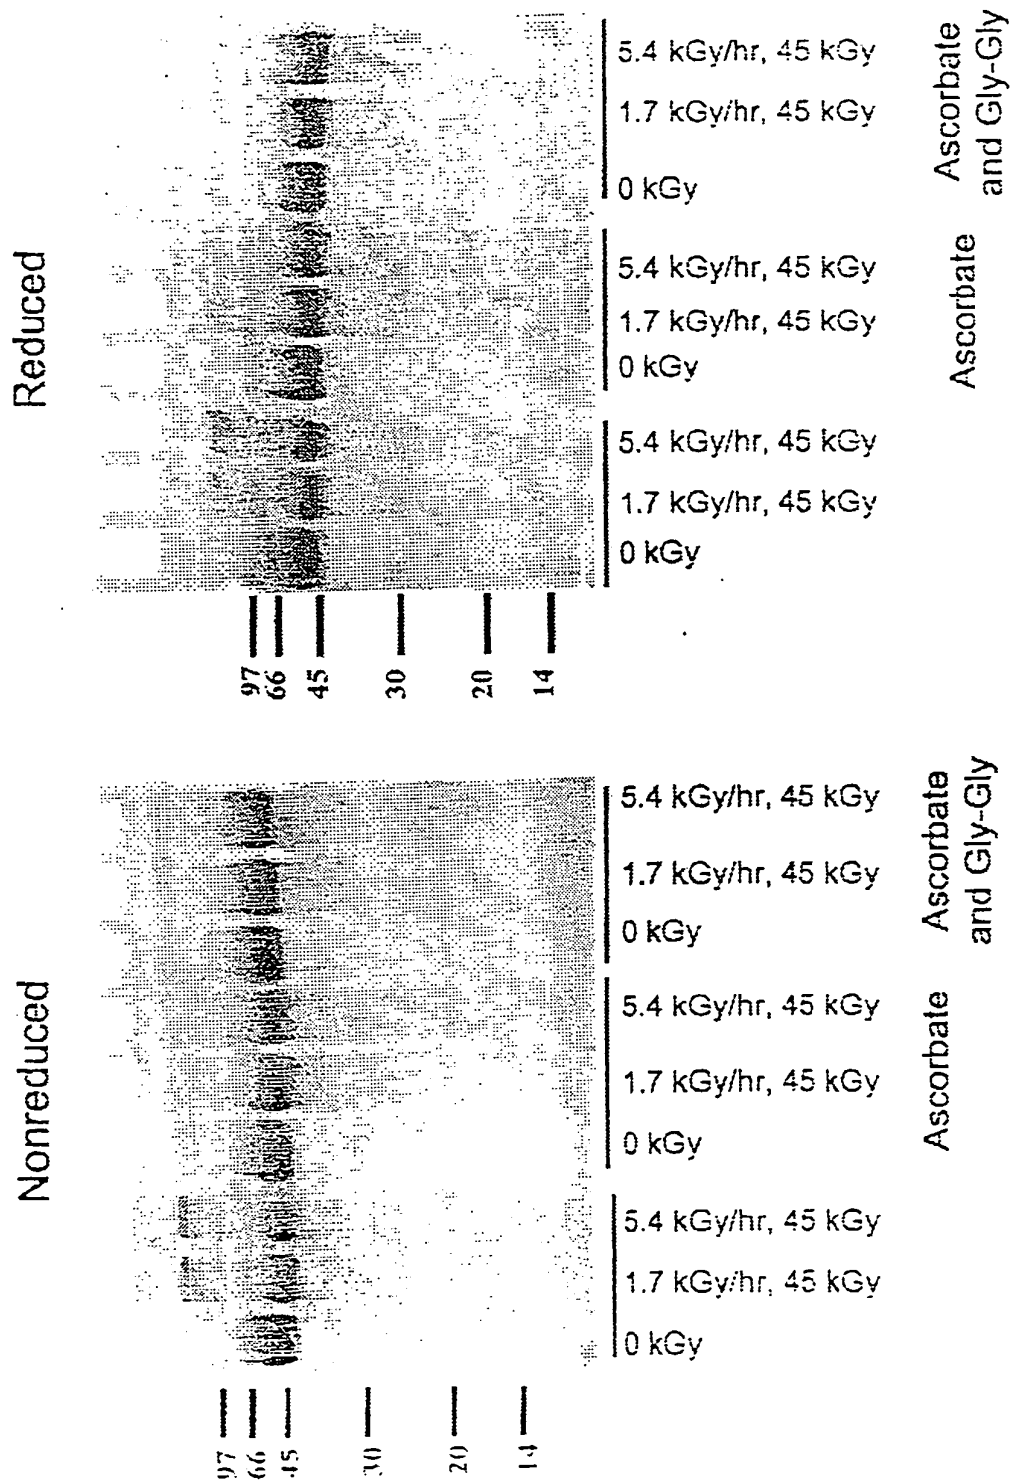 Reduced
97
66
45
30
20
14
0 kGy
1.7 kGy/hr, 45 kGy
5.4 kGy/hr, 45 kGy
0 kGy
1.7 kGy/hr, 45 kGy
5.4 kGy/hr, 45 kGy
Ascorbate
0 kGy
1.7 kGy/hr, 45 kGy
5.4 kGy/hr, 45 kGy
Ascorbate
and Gly-Gly
Nonreduced
97
66
45
30
20
14
0 kGy
1.7 kGy/hr, 45 kGy
5.4 kGy/hr, 45 kGy
0 kGy
1.7 kGy/hr, 45 kGy
5.4 kGy/hr, 45 kGy
Ascorbate
0 kGy
1.7 kGy/hr, 45 kGy
5.4 kGy/hr, 45 kGy
Ascorbate
and Gly-Gly